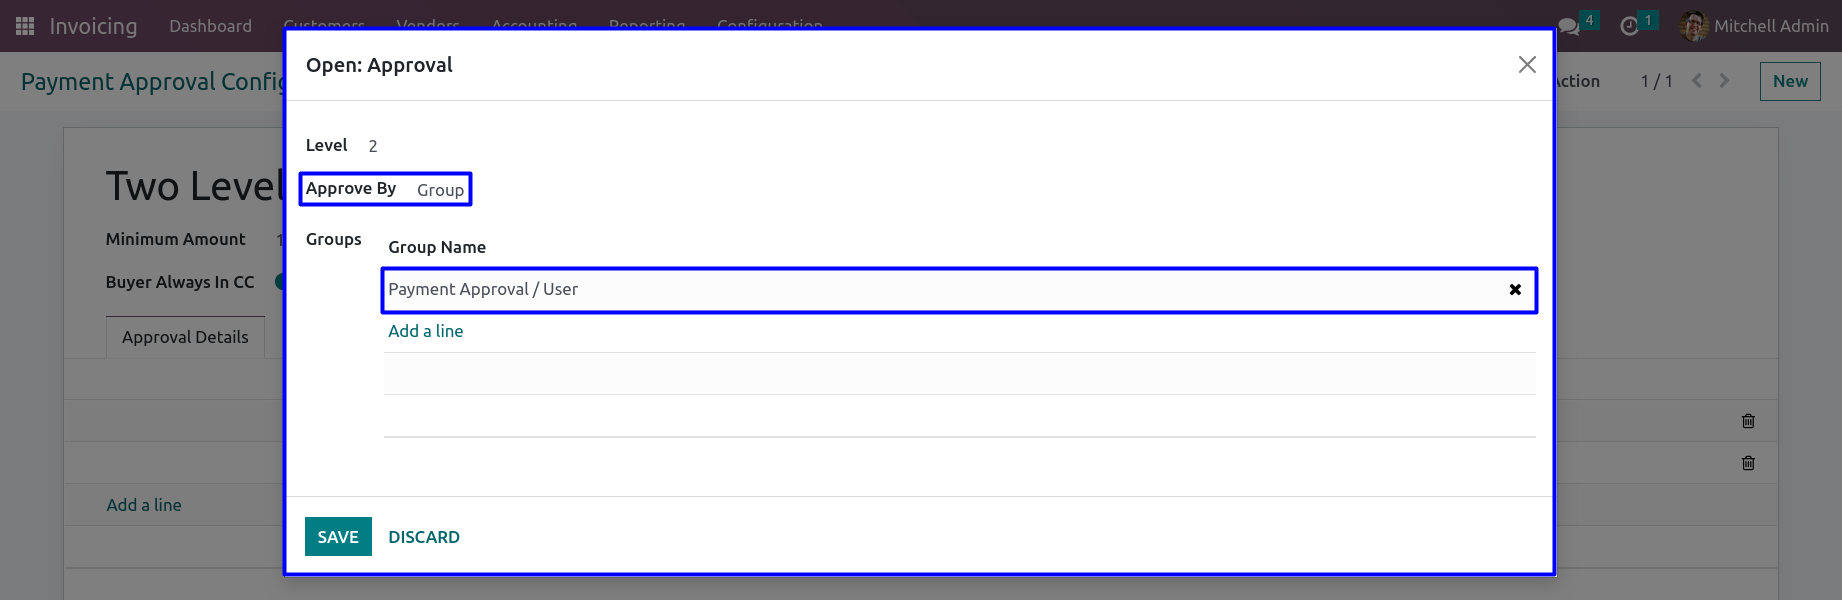 Invoicing Dashboard Customers Vendors Accounting Reporting Configuration 4 1 Mitchell Admin
Payment Approval Config Action 1 / 1 New
Open: Approval
Level 2
Two Level
Approve By Group
Minimum Amount
Groups
Group Name
Buyer Always In CC
Payment Approval / User
Add a line
Approval Details
Add a line
SAVE DISCARD